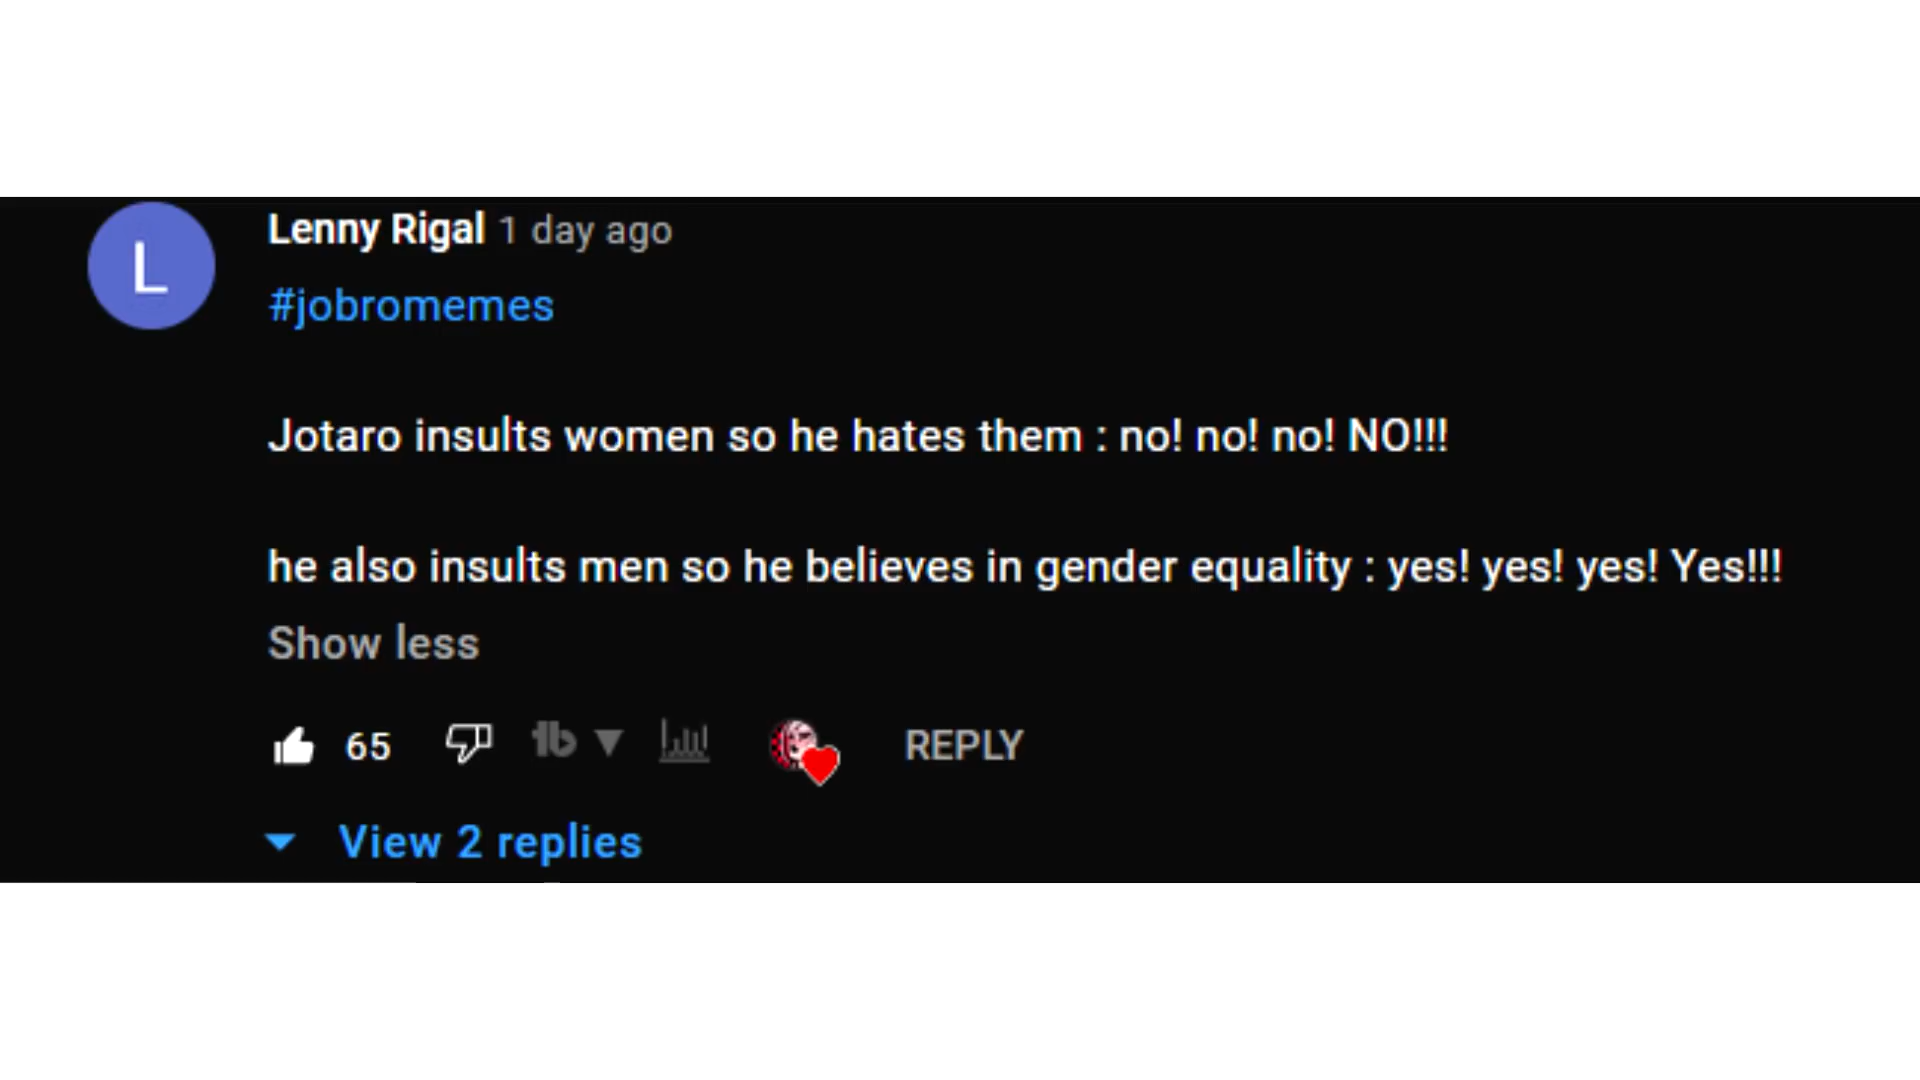 L
Lenny Rigal 1 day ago
#jobromemes
Jotaro insults women so he hates them : no! no! no! NO!!!
he also insults men so he believes in gender equality : yes! yes! yes! Yes!!!
Show less
65 tb REPLY
View 2 replies